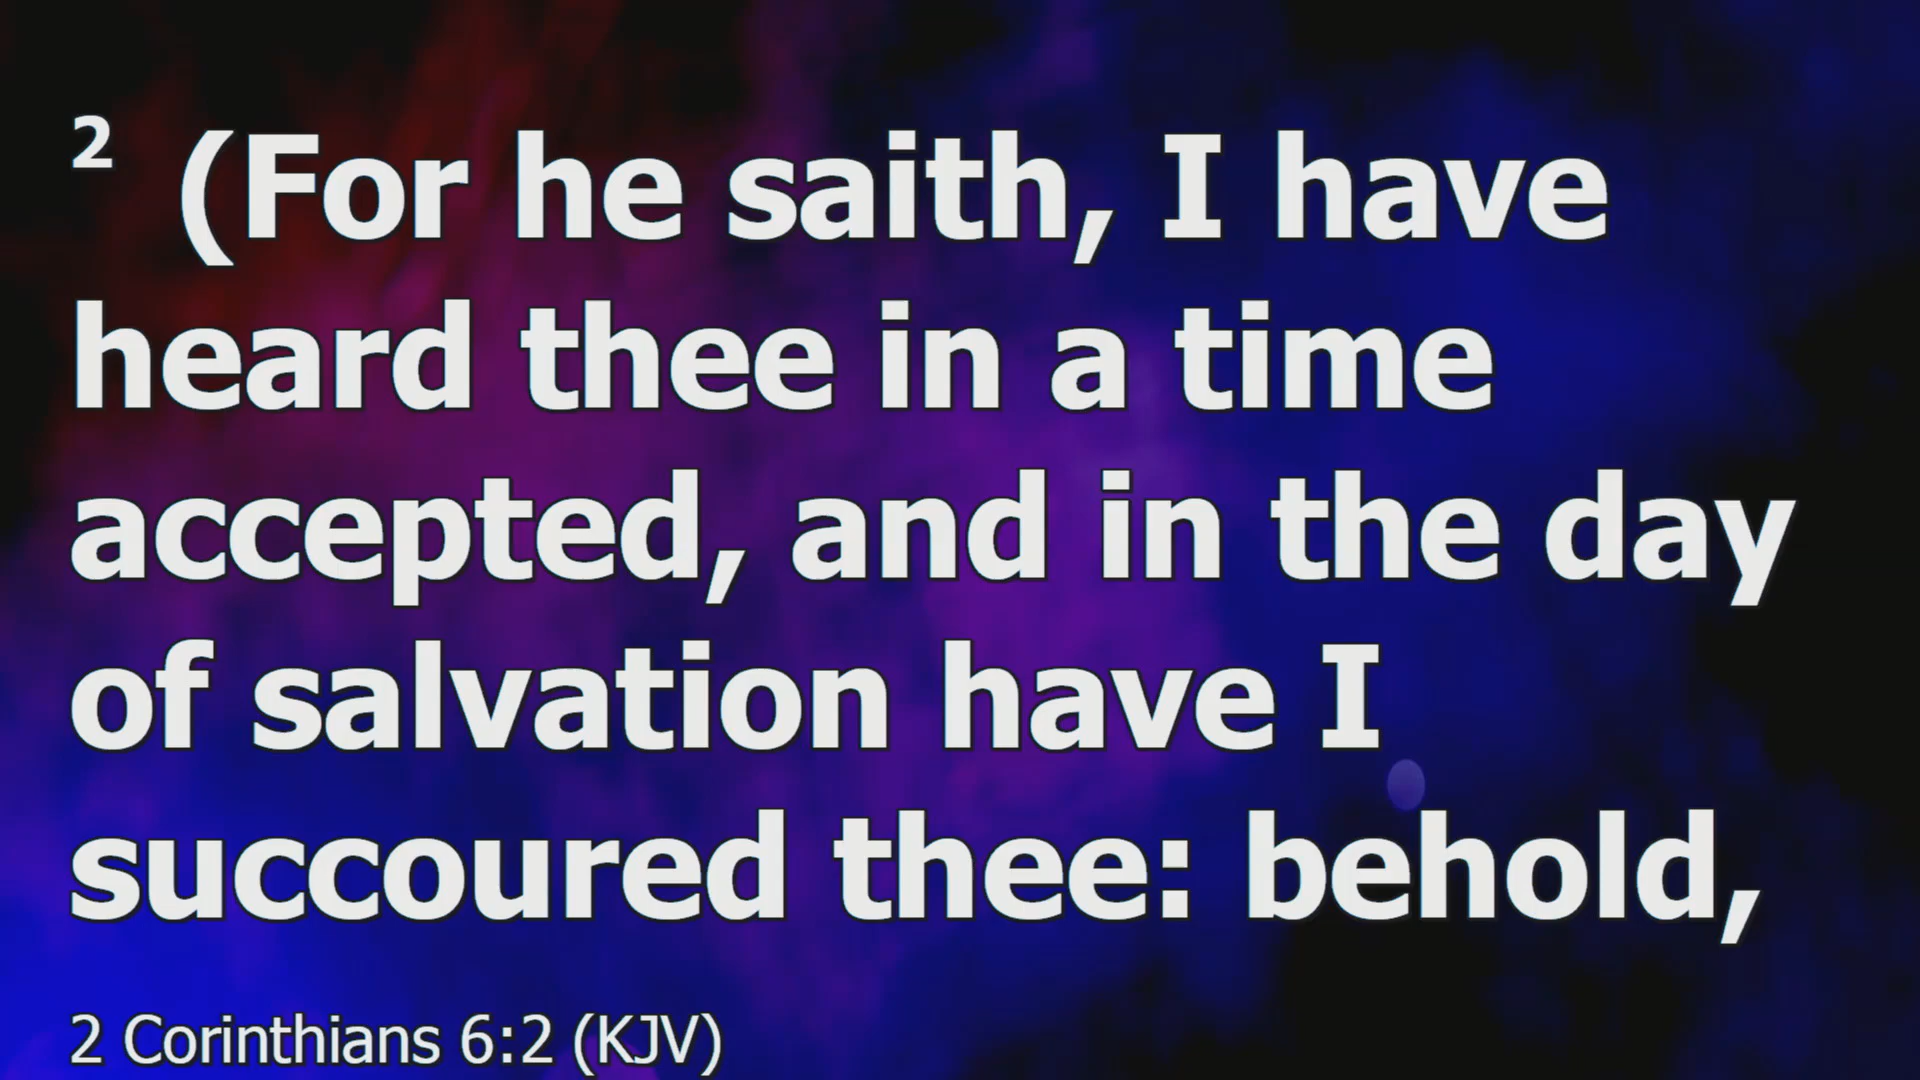 2 (For he saith, I have
heard thee in a time
accepted, and in the day
of salvation have I
succoured thee: behold,
2 Corinthians 6:2 (KJV)